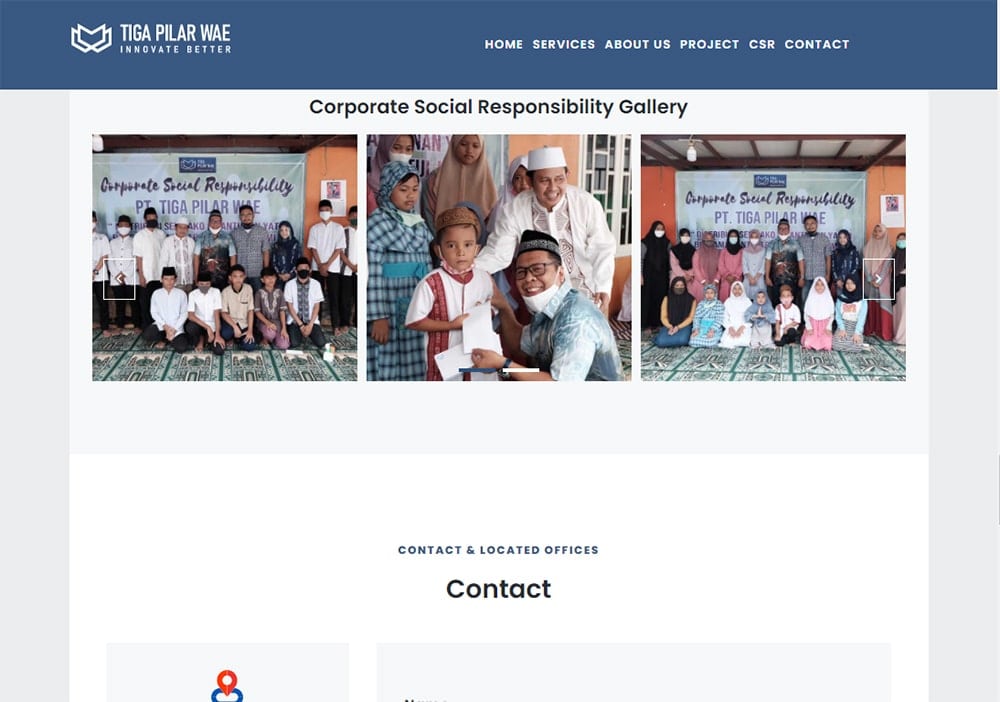 TIGA PILAR WAE
INNOVATE BETTER
HOME SERVICES ABOUT US PROJECT CSR CONTACT
Corporate Social Responsibility Gallery
Corporate Social Responsibility
PT. TIGA PILAR WAE
Corporate Social Responsibility
PT. TIGA PILAR WAE
CONTACT & LOCATED OFFICES
Contact